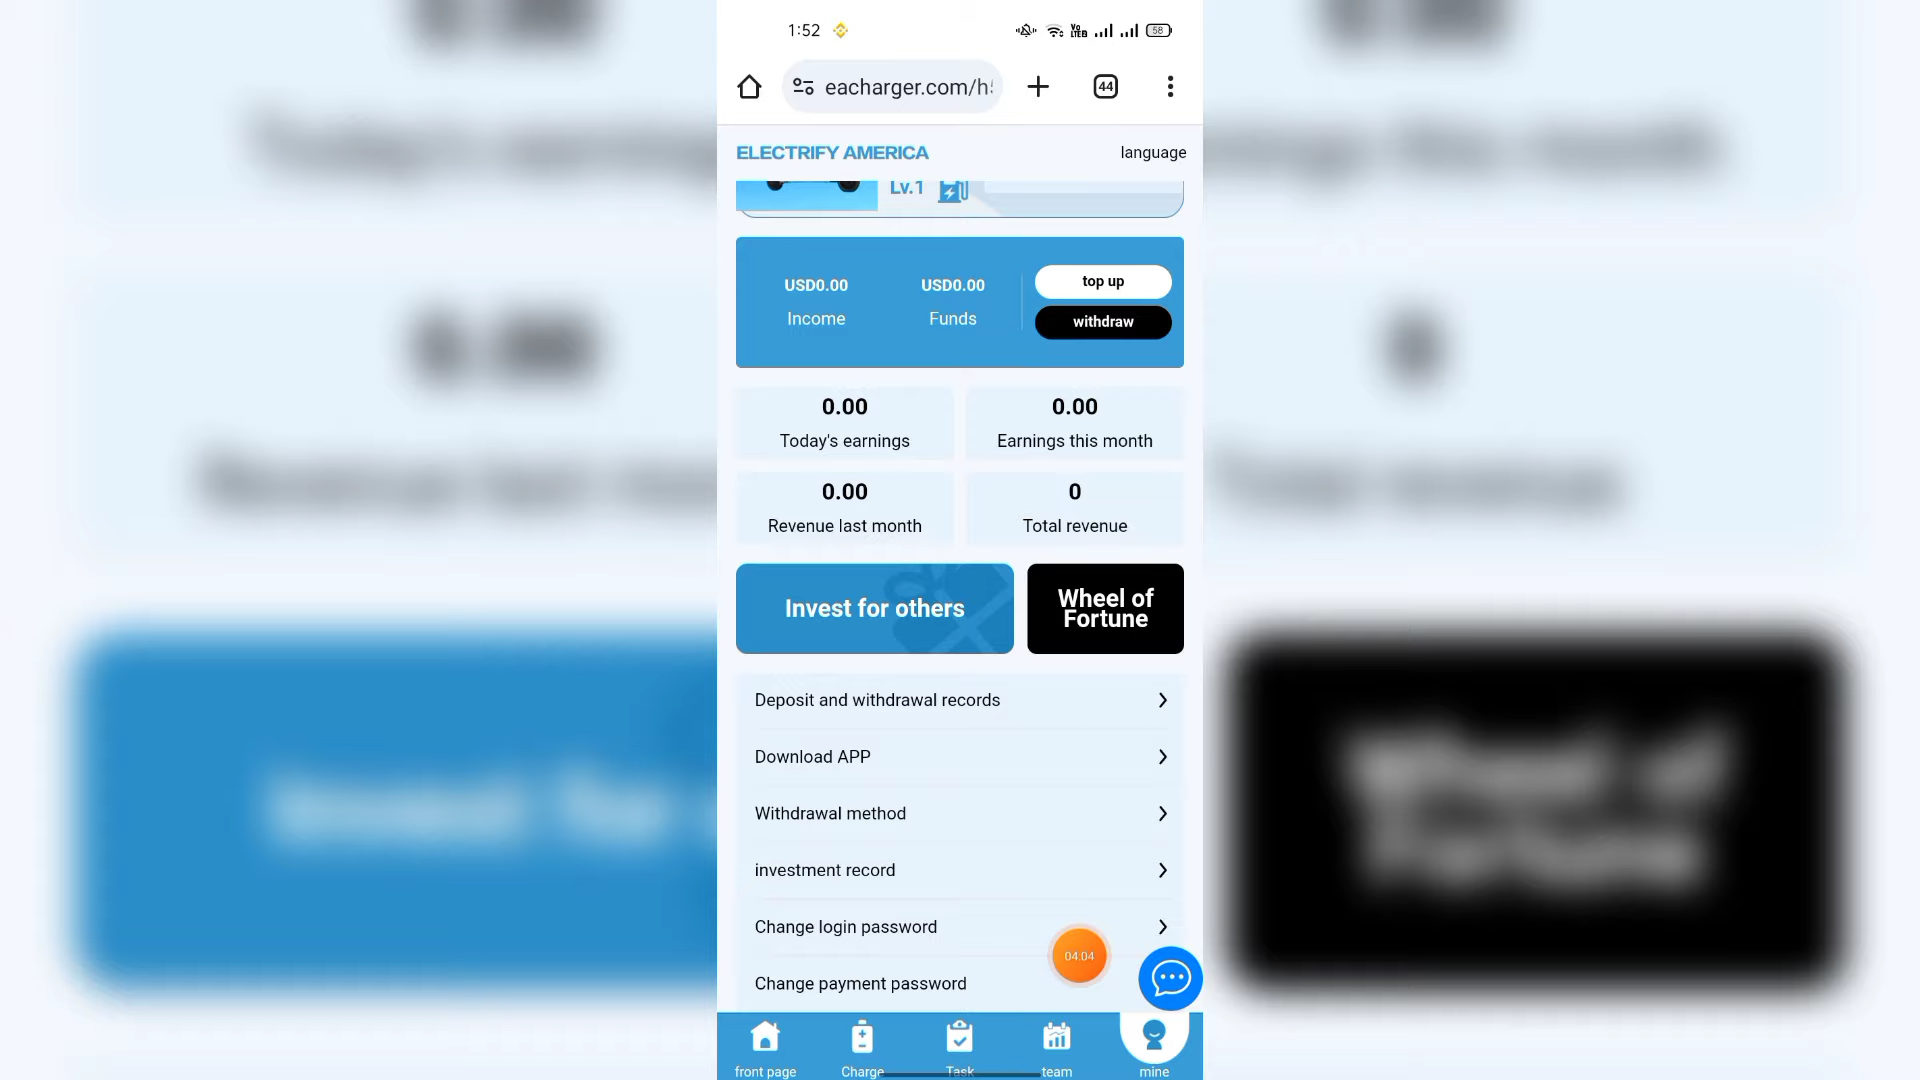 1:52
Vo
LTE
58
eacharger.com/h
44
ELECTRIFY AMERICA
language
Lv.1
USD0.00
USD0.00
top up
Income
Funds
withdraw
0.00
0.00
Today's earnings
Earnings this month
0.00
0
Revenue last month
Total revenue
Invest for others
Wheel of
Fortune
Deposit and withdrawal records
Download APP
Withdrawal method
investment record
Change login password
04:04
Change payment password
front page
Charge
Task
team
mine